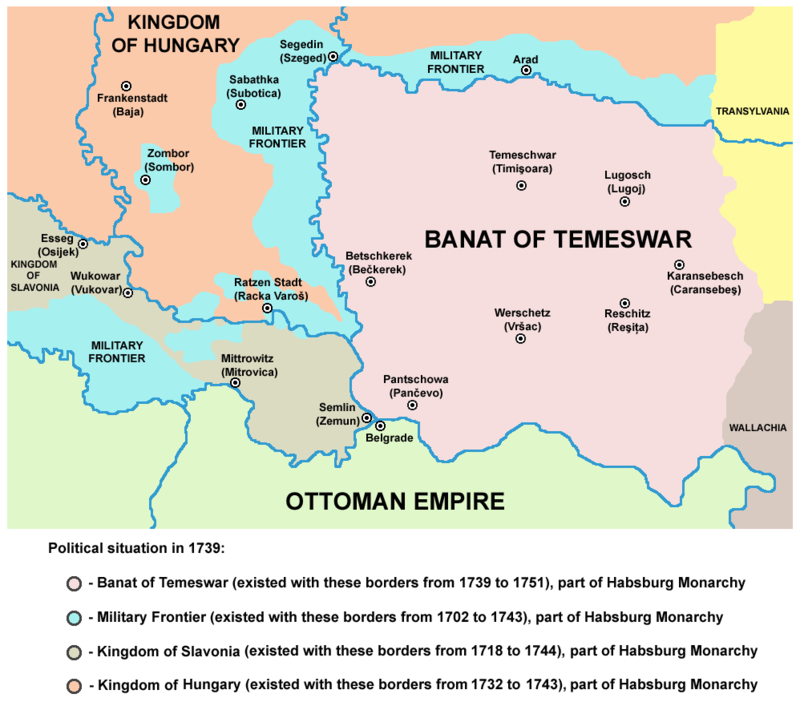 KINGDOM
OF HUNGARY
Segedin
(Szeged)
MILITARY
FRONTIER
Arad
Sabathka
(Subotica)
Frankenstadt
(Baja)
TRANSYLVANIA
MILITARY
FRONTIER
Zombor
(Sombor)
Temeschwar
(Timişoara)
Lugosch
(Lugoj)
Esseg
(Osijek)
BANAT OF TEMESWAR
KINGDOM
OF
SLAVONIA
Wukowar
(Vukovar)
Betschkerek
(Bečkerek)
Karansebesch
(Caransebeş)
Ratzen Stadt
(Racka Varoš)
Werschetz
(Vršac)
Reschitz
(Reşiţa)
MILITARY
FRONTIER
Mittrowitz
(Mitrovica)
Pantschowa
(Pančevo)
Semlin
(Zemun)
Belgrade
WALLACHIA
OTTOMAN EMPIRE
Political situation in 1739:
- Banat of Temeswar (existed with these borders from 1739 to 1751), part of Habsburg Monarchy
- Military Frontier (existed with these borders from 1702 to 1743), part of Habsburg Monarchy
- Kingdom of Slavonia (existed with these borders from 1718 to 1744), part of Habsburg Monarchy
- Kingdom of Hungary (existed with these borders from 1732 to 1743), part of Habsburg Monarchy